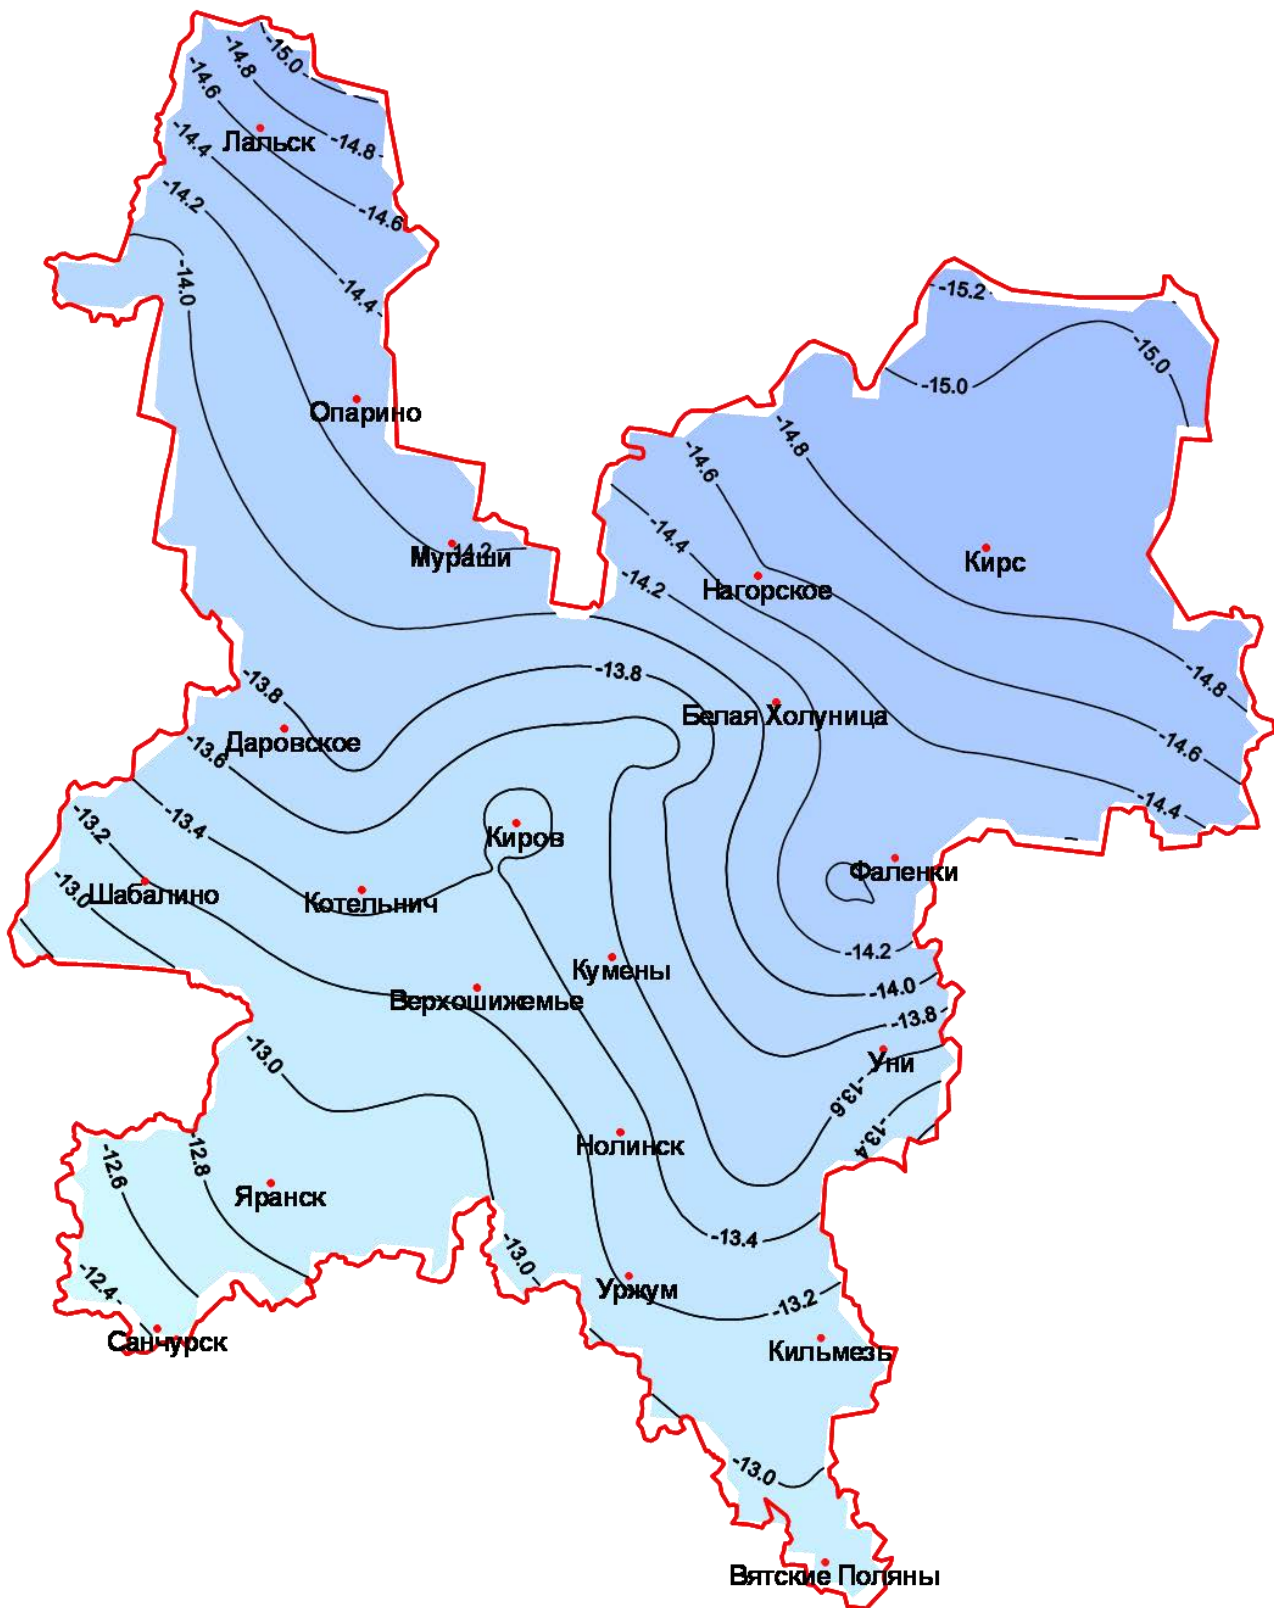 -15.0
-14.8
-14.6
Лальск
-14.4
-14.8
-14.2
-14.6
-14.0
-14.4
-15.2
-15.0
-15.0
Опарино
-14.8
-14.6
-14.4
Мураши
-14.2
Кирс
-14.2
Нагорское
-13.8
-13.8
-14.8
Белая Холуница
Даровское
-14.6
-13.6
-14.4
-13.4
-13.2
Киров
Фаленки
-13.0
Шабалино
Котельнич
-14.2
Кумены
Верхошижемье
-14.0
-13.8
-13.0
Уни
-13.6
-13.4
Нолинск
-12.6
-12.8
Яранск
-13.4
-13.0
-12.4
Уржум
-13.2
Санчурск
Кильмезь
-13.0
Вятские Поляны